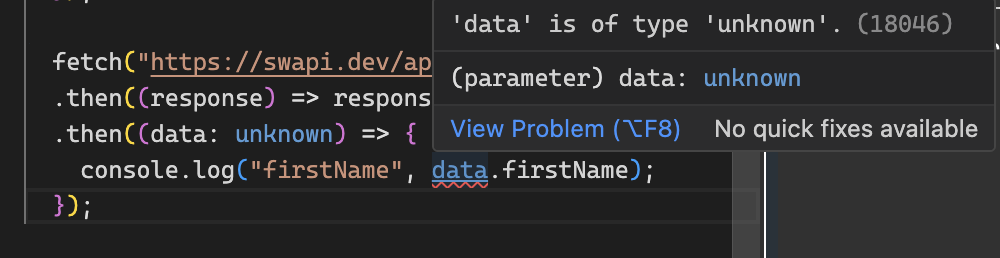 'data' is of type 'unknown'. (18046)
fetch("https://swapi.dev/ap
(parameter) data: unknown
.then((response) => respons
.then((data: unknown) => {
View Problem (⌥F8) No quick fixes available
console.log("firstName", data.firstName);
});